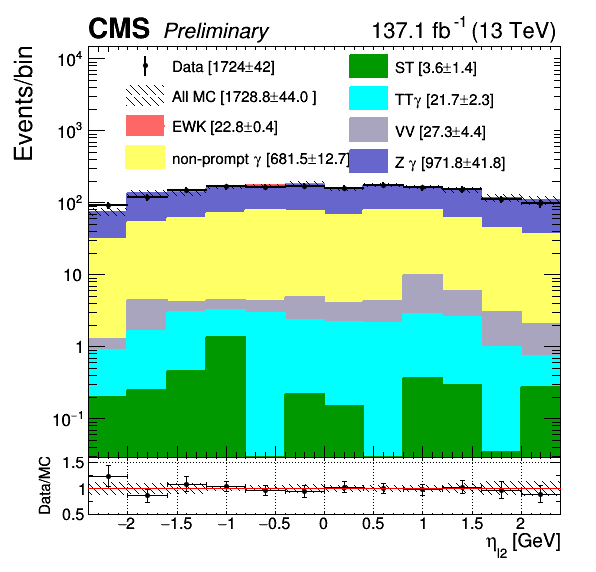 CMS Preliminary 137.1 fb⁻¹ (13 TeV)
Events/bin
Data [1724±42]
All MC [1728.8±44.0 ]
EWK [22.8±0.4]
non-prompt γ [681.5±12.7]
ST [3.6±1.4]
TTγ [21.7±2.3]
VV [27.3±4.4]
Z γ [971.8±41.8]
10⁴
10³
10²
10
1
10⁻¹
Data/MC
1.5
1
0.5
−2 −1.5 −1 −0.5 0 0.5 1 1.5 2
η_l2 [GeV]